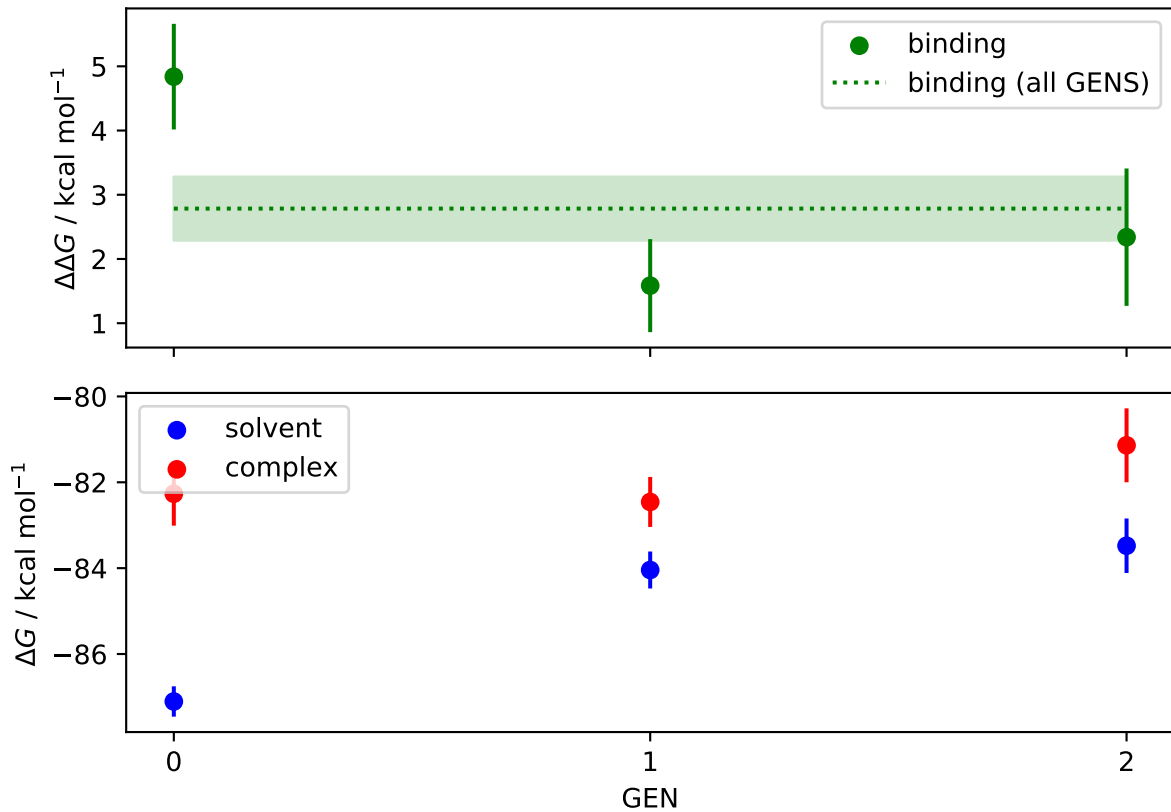 ΔΔG / kcal mol⁻¹
5
4
3
2
1
binding
binding (all GENS)
ΔG / kcal mol⁻¹
−80
−82
−84
−86
solvent
complex
0 1 2
GEN